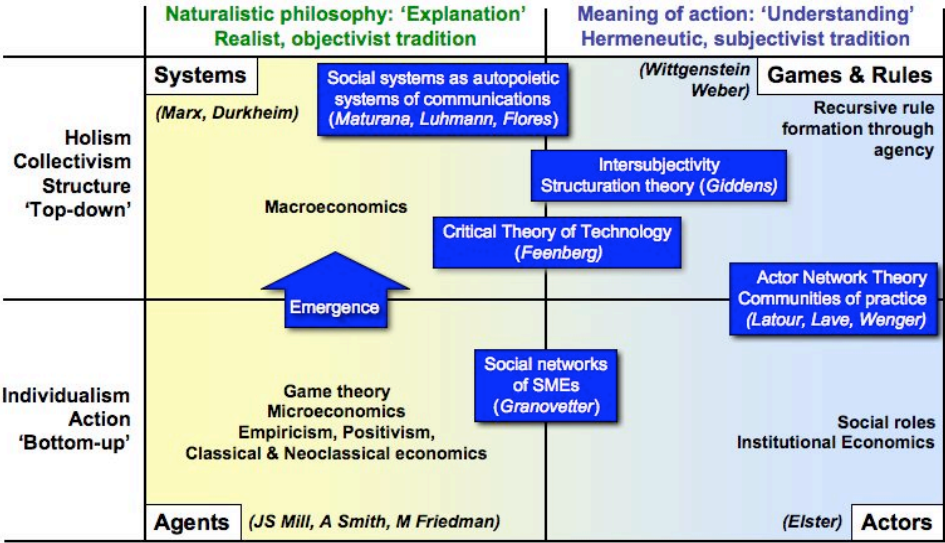 Naturalistic philosophy: 'Explanation'
Realist, objectivist tradition
Meaning of action: 'Understanding'
Hermeneutic, subjectivist tradition
Holism
Collectivism
Structure
'Top-down'
Systems
(Marx, Durkheim)
Social systems as autopoietic
systems of communications
(Maturana, Luhmann, Flores)
Macroeconomics
Emergence
(Wittgenstein
Weber)
Games & Rules
Recursive rule
formation through
agency
Intersubjectivity
Structuration theory (Giddens)
Critical Theory of Technology
(Feenberg)
Actor Network Theory
Communities of practice
(Latour, Lave, Wenger)
Individualism
Action
'Bottom-up'
Game theory
Microeconomics
Empiricism, Positivism,
Classical & Neoclassical economics
Social networks
of SMEs
(Granovetter)
Social roles
Institutional Economics
Agents
(JS Mill, A Smith, M Friedman)
(Elster)
Actors